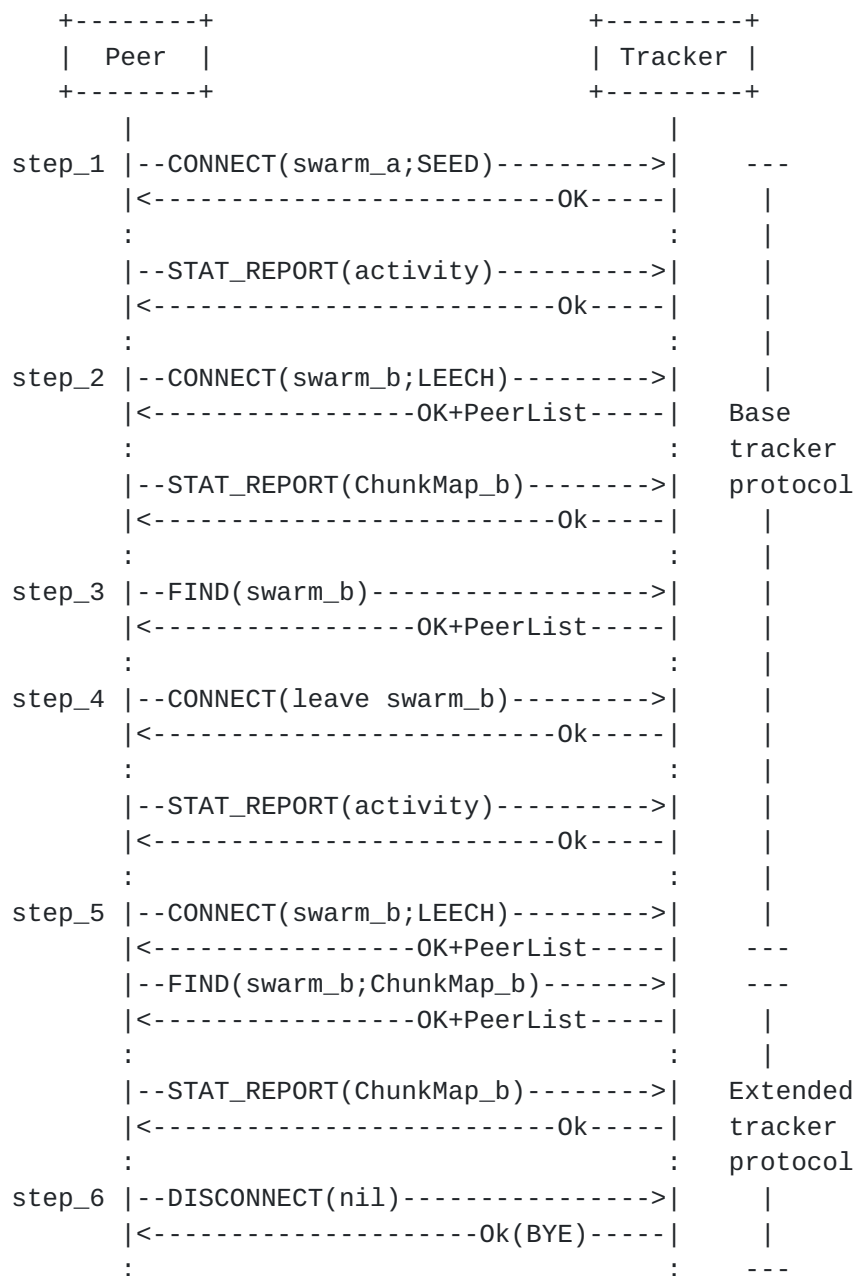 +--------+                       +---------+
   |  Peer  |                       | Tracker |
   +--------+                       +---------+
       |                                 |
step_1 |--CONNECT(swarm_a;SEED)---------->|    ---
       |<--------------------------OK-----|     |
       :                                 :     |
       |--STAT_REPORT(activity)---------->|     |
       |<--------------------------Ok-----|     |
       :                                 :     |
step_2 |--CONNECT(swarm_b;LEECH)--------->|     |
       |<-----------------OK+PeerList-----|   Base
       :                                 :   tracker
       |--STAT_REPORT(ChunkMap_b)-------->|   protocol
       |<--------------------------Ok-----|     |
       :                                 :     |
step_3 |--FIND(swarm_b)------------------>|     |
       |<-----------------OK+PeerList-----|     |
       :                                 :     |
step_4 |--CONNECT(leave swarm_b)--------->|     |
       |<--------------------------Ok-----|     |
       :                                 :     |
       |--STAT_REPORT(activity)---------->|     |
       |<--------------------------Ok-----|     |
       :                                 :     |
step_5 |--CONNECT(swarm_b;LEECH)--------->|     |
       |<-----------------OK+PeerList-----|    ---
       |--FIND(swarm_b;ChunkMap_b)------->|    ---
       |<-----------------OK+PeerList-----|     |
       :                                 :     |
       |--STAT_REPORT(ChunkMap_b)-------->|   Extended
       |<--------------------------Ok-----|   tracker
       :                                 :   protocol
step_6 |--DISCONNECT(nil)---------------->|     |
       |<---------------------Ok(BYE)-----|     |
       :                                 :    ---